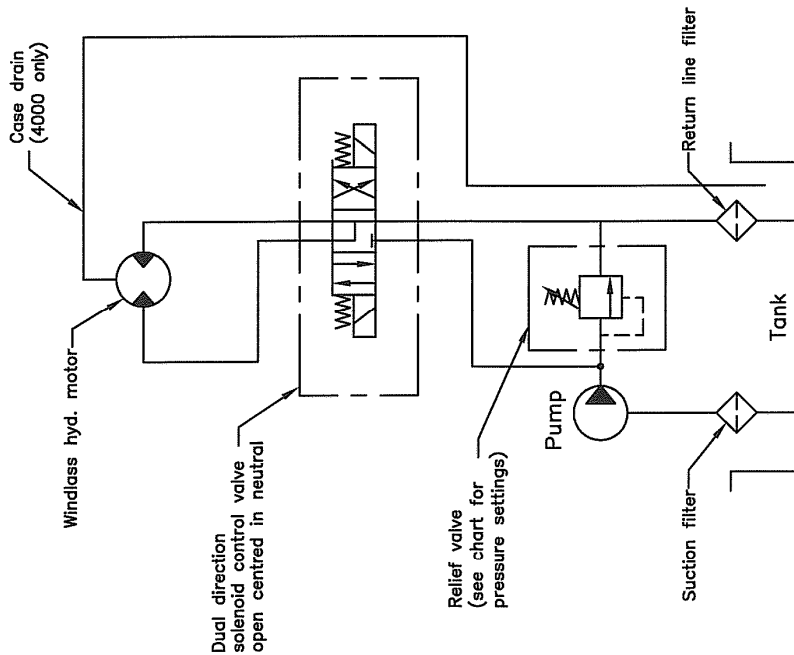 Case drain
(4000 only)
Windlass hyd. motor
Dual direction
solenoid control valve
open centred in neutral
Relief valve
(see chart for
pressure settings)
Pump
Suction filter
Tank
Return line filter